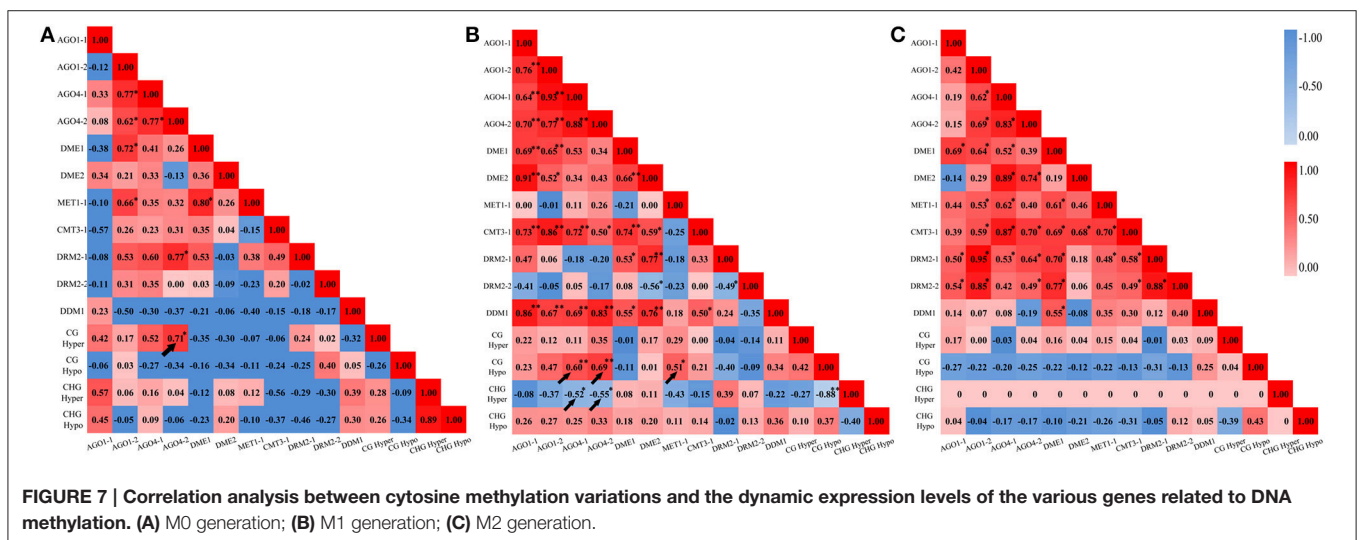 A
AGO1-1 1.00
AGO1-2 -0.12 1.00
AGO4-1 0.33 0.77* 1.00
AGO4-2 0.08 0.62* 0.77* 1.00
DME1 -0.38 0.72* 0.41 0.26 1.00
DME2 0.34 0.21 0.33 -0.13 0.36 1.00
MET1-1 -0.10 0.66* 0.35 0.32 0.80* 0.26 1.00
CMT3-1 -0.57 0.26 0.23 0.31 0.35 0.04 -0.15 1.00
DRM2-1 -0.08 0.53 0.60 0.77* 0.53 -0.03 0.38 0.49 1.00
DRM2-2 -0.11 0.31 0.35 0.00 0.03 -0.09 -0.23 0.20 -0.02 1.00
DDM1 0.23 -0.50 -0.30 -0.37 -0.21 -0.06 -0.40 -0.15 -0.18 -0.17 1.00
CG Hyper 0.42 0.17 0.52 0.71* -0.35 -0.30 -0.07 -0.06 0.24 0.02 -0.32 1.00
CG Hypo -0.06 0.03 -0.27 -0.34 -0.16 -0.34 -0.11 -0.24 -0.25 0.40 0.05 -0.26 1.00
CHG Hyper 0.57 0.06 0.16 0.04 -0.12 0.08 0.12 -0.56 -0.29 -0.30 0.39 0.28 -0.09 1.00
CHG Hypo 0.45 -0.05 0.09 -0.06 -0.23 0.20 -0.10 -0.37 -0.46 -0.27 0.30 0.26 -0.34 0.89 1.00
AGO1-1 AGO1-2 AGO4-1 AGO4-2 DME1 DME2 MET1-1 CMT3-1 DRM2-1 DRM2-2 DDM1 CG Hyper CG Hypo CHG Hyper CHG Hypo
B
AGO1-1 1.00
AGO1-2 0.76** 1.00
AGO4-1 0.64** 0.93** 1.00
AGO4-2 0.70** 0.77** 0.88** 1.00
DME1 0.69** 0.65** 0.53 0.34 1.00
DME2 0.91** 0.52* 0.34 0.43 0.66** 1.00
MET1-1 0.00 -0.01 0.11 0.26 -0.21 0.00 1.00
CMT3-1 0.73** 0.86** 0.72** 0.50* 0.74** 0.59* -0.25 1.00
DRM2-1 0.47 0.06 -0.18 -0.20 0.53* 0.77** -0.18 0.33 1.00
DRM2-2 -0.41 -0.05 0.05 -0.17 0.08 -0.56* -0.23 0.00 -0.49* 1.00
DDM1 0.86** 0.67** 0.69** 0.83** 0.55* 0.76** 0.18 0.50* 0.24 -0.35 1.00
CG Hyper 0.22 0.12 0.11 0.35 -0.01 0.17 0.29 0.00 -0.04 -0.14 0.11 1.00
CG Hypo 0.23 0.47 0.60** 0.69** -0.11 0.01 0.51* 0.21 -0.40 -0.09 0.34 0.42 1.00
CHG Hyper -0.08 -0.37 -0.52* -0.55* 0.08 0.11 -0.43 -0.15 0.39 0.07 -0.22 -0.27 -0.88** 1.00
CHG Hypo 0.26 0.27 0.25 0.33 0.18 0.20 0.11 0.14 -0.02 0.13 0.36 0.10 0.37 -0.40 1.00
AGO1-1 AGO1-2 AGO4-1 AGO4-2 DME1 DME2 MET1-1 CMT3-1 DRM2-1 DRM2-2 DDM1 CG Hyper CG Hypo CHG Hyper CHG Hypo
C
AGO1-1 1.00
AGO1-2 0.42 1.00
AGO4-1 0.19 0.62* 1.00
AGO4-2 0.15 0.69* 0.83* 1.00
DME1 0.69* 0.64* 0.52* 0.39 1.00
DME2 -0.14 0.29 0.89* 0.74* 0.19 1.00
MET1-1 0.44 0.53* 0.62* 0.40 0.61* 0.46 1.00
CMT3-1 0.39 0.59* 0.87* 0.70* 0.69* 0.68* 0.70* 1.00
DRM2-1 0.50* 0.95* 0.53* 0.64* 0.70* 0.18 0.48* 0.58* 1.00
DRM2-2 0.54* 0.85* 0.42 0.49* 0.77* 0.06 0.45 0.49* 0.88* 1.00
DDM1 0.14 0.07 0.08 -0.19 0.55* -0.08 0.35 0.30 0.12 0.40 1.00
CG Hyper 0.17 0.00 -0.03 0.04 0.16 0.04 0.15 0.04 -0.04 0.03 0.09 1.00
CG Hypo -0.27 -0.22 -0.12 -0.17 -0.22 -0.12 -0.22 -0.13 -0.31 -0.13 0.25 0.04 1.00
CHG Hyper 0 0 0 0 0 0 0 0 0 0 0 0 0 1.00
CHG Hypo 0.04 -0.04 -0.17 -0.17 -0.10 -0.21 -0.26 -0.31 -0.05 0.12 0.05 -0.39 0.43 0 1.00
AGO1-1 AGO1-2 AGO4-1 AGO4-2 DME1 DME2 MET1-1 CMT3-1 DRM2-1 DRM2-2 DDM1 CG Hyper CG Hypo CHG Hyper CHG Hypo
-1.00
-0.50
0.00
1.00
0.50
0.00
FIGURE 7 | Correlation analysis between cytosine methylation variations and the dynamic expression levels of the various genes related to DNA
methylation. (A) M0 generation; (B) M1 generation; (C) M2 generation.